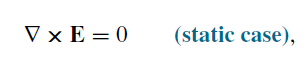 ∇ × E = 0 (static case),